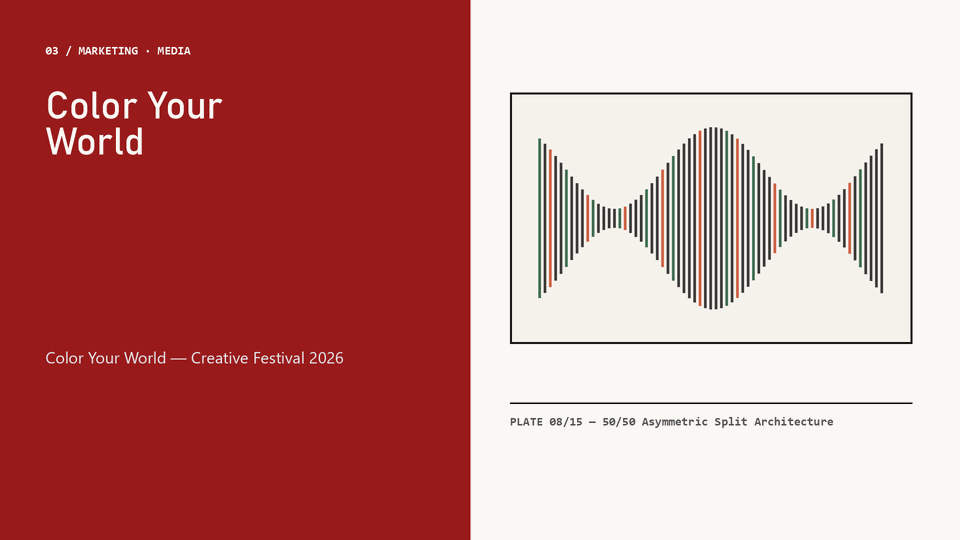 03 / MARKETING · MEDIA
Color Your
World
Color Your World — Creative Festival 2026
PLATE 08/15 — 50/50 Asymmetric Split Architecture